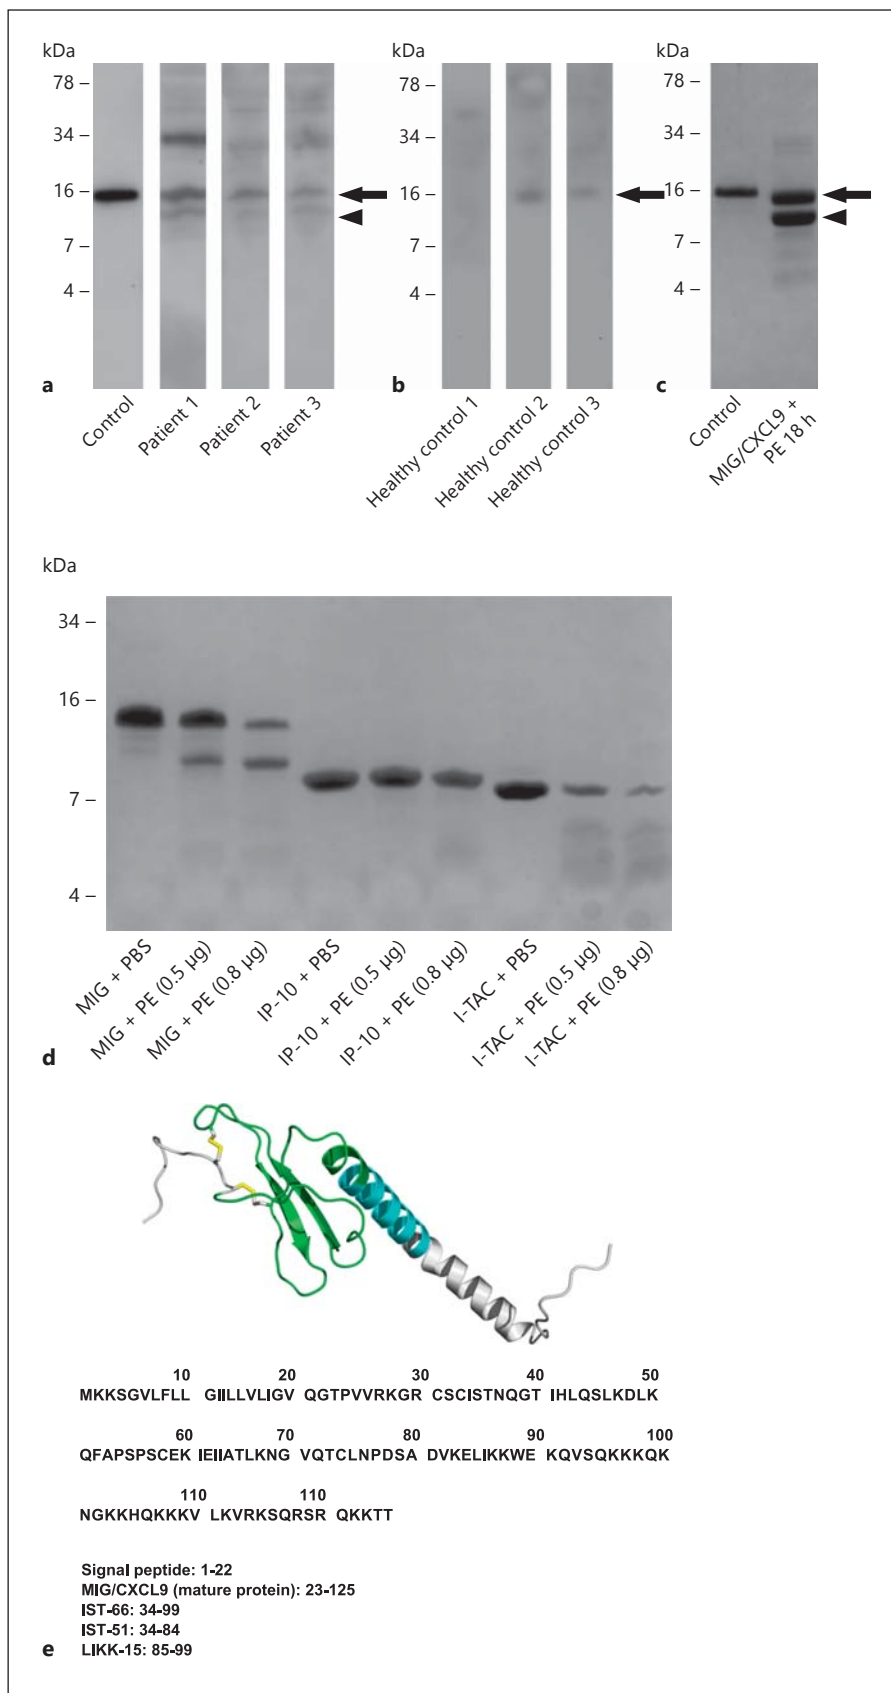 kDa
78 –
34 –
16 –
7 –
4 –
a
Control
Patient 1
Patient 2
Patient 3
kDa
78 –
34 –
16 –
7 –
4 –
b
Healthy control 1
Healthy control 2
Healthy control 3
kDa
78 –
34 –
16 –
7 –
4 –
c
Control
MIG/CXCL9 +
PE 18 h
kDa
34 –
16 –
7 –
4 –
d
MIG + PBS
MIG + PE (0.5 µg)
MIG + PE (0.8 µg)
IP-10 + PBS
IP-10 + PE (0.5 µg)
IP-10 + PE (0.8 µg)
I-TAC + PBS
I-TAC + PE (0.5 µg)
I-TAC + PE (0.8 µg)
10 20 30 40 50
MKKSGVLFLL GIILLVLIGV QGTPVVRKGR CSCISTNQGT IHLQSLKDLK
60 70 80 90 100
QFAPSPSCEK IEIIATLKNG VQTCLNPDSA DVKELIKKWE KQVSQKKKQK
110 110
NGKKHQKKKV LKVRKSQRSR QKKTT
Signal peptide: 1-22
MIG/CXCL9 (mature protein): 23-125
IST-66: 34-99
IST-51: 34-84
LIKK-15: 85-99
e